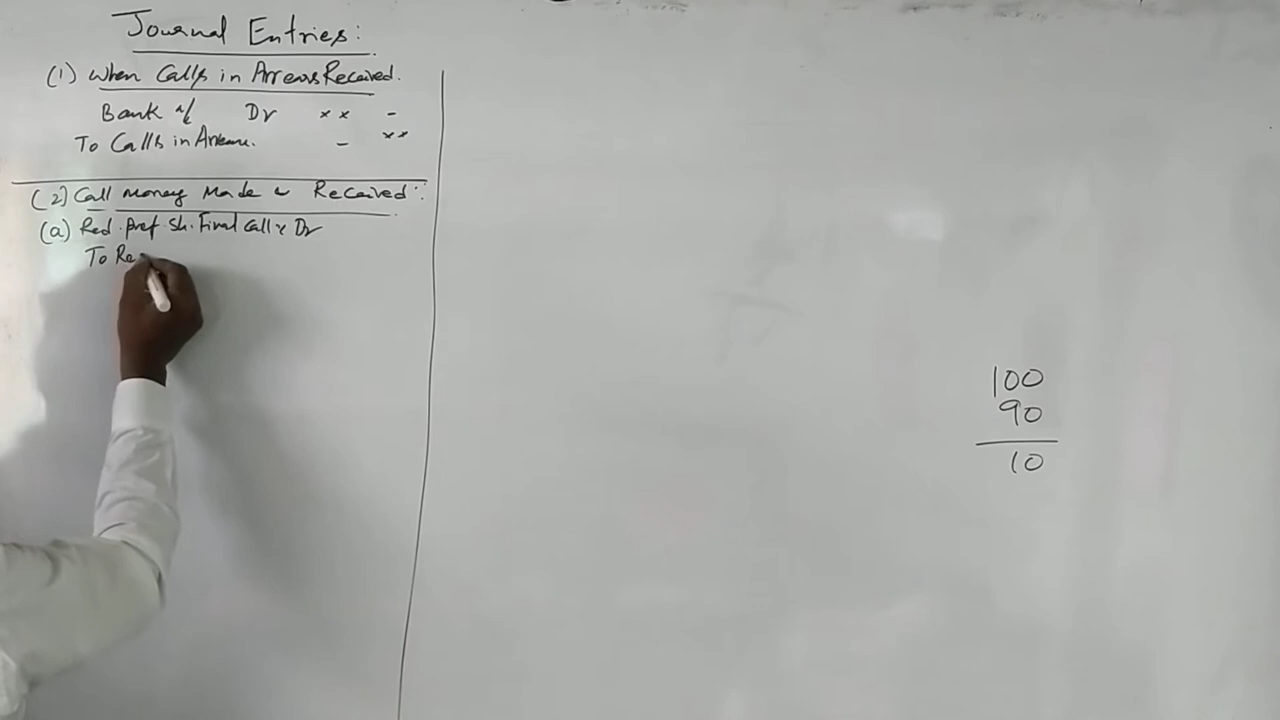 Journal Entries:
(1) When Calls in Arrears Received.
Bank a/c Dr xx -
To Calls in Arrears. - xx
(2) Call money Made & Received:
(a) Red. Pref Sh. Final Call a/c Dr
To Re
100
90
10